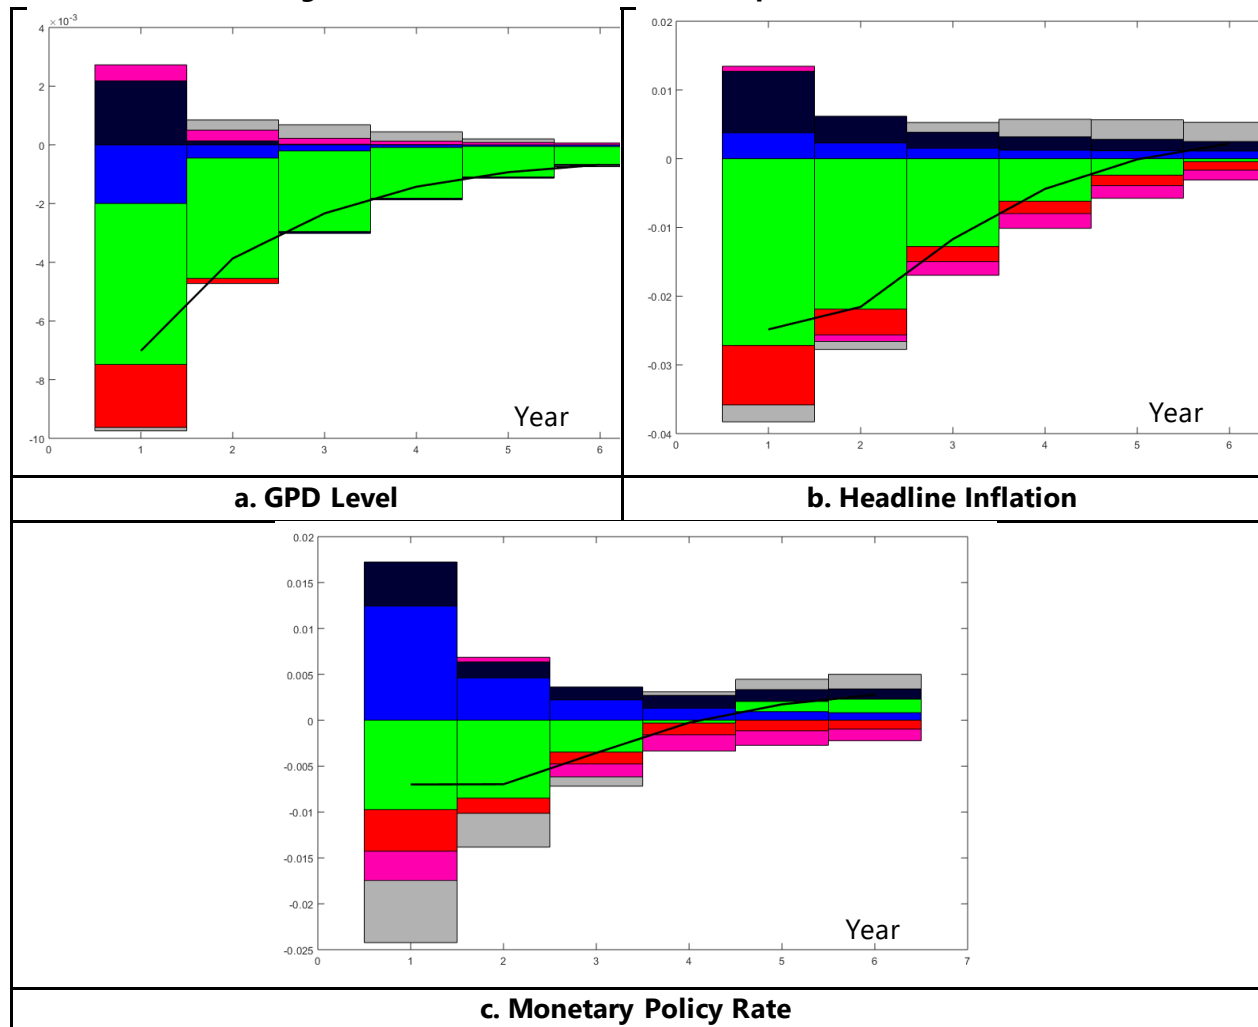 4 ×10⁻³
2
0
-2
-4
-6
-8
-10
0 1 2 3 4 5 6
Year
0.02
0.01
0
-0.01
-0.02
-0.03
-0.04
0 1 2 3 4 5 6
Year
a. GPD Level
b. Headline Inflation
0.02
0.015
0.01
0.005
0
-0.005
-0.01
-0.015
-0.02
-0.025
0 1 2 3 4 5 6 7
Year
c. Monetary Policy Rate